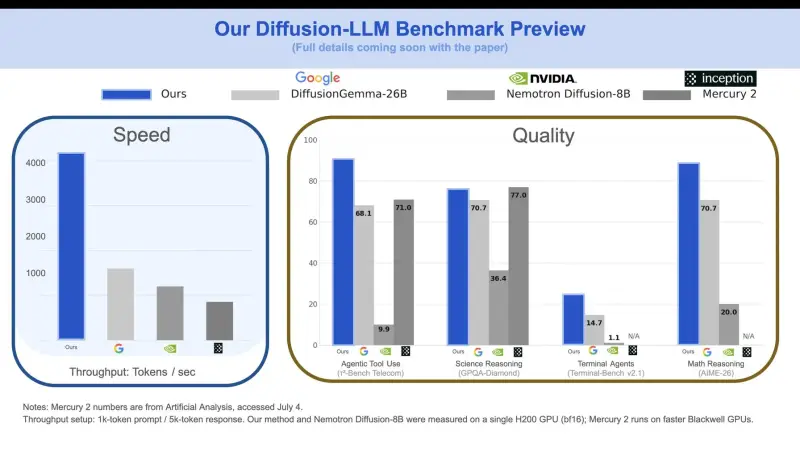 Our Diffusion-LLM Benchmark Preview
(Full details coming soon with the paper)
Google
NVIDIA
inception
Ours
DiffusionGemma-26B
Nemotron Diffusion-8B
Mercury 2
Speed
4000
3000
2000
1000
Ours
Throughput: Tokens / sec
Quality
100
80
60
40
20
0
68.1
9.9
71.0
70.7
36.4
77.0
14.7
1.1
N/A
70.7
20.0
N/A
Ours
Ours
Ours
Ours
Agentic Tool Use
(τ²-Bench Telecom)
Science Reasoning
(GPQA-Diamond)
Terminal Agents
(Terminal-Bench v2.1)
Math Reasoning
(AIME-26)
Notes: Mercury 2 numbers are from Artificial Analysis, accessed July 4.
Throughput setup: 1k-token prompt / 5k-token response. Our method and Nemotron Diffusion-8B were measured on a single H200 GPU (bf16); Mercury 2 runs on faster Blackwell GPUs.